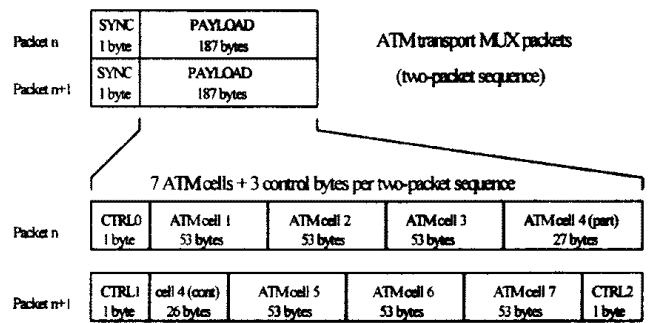 Packet n
SYNC
1 byte
PAYLOAD
187 bytes
Packet n+1
SYNC
1 byte
PAYLOAD
187 bytes
ATM transport MUX packets
(two-packet sequence)
7 ATM cells + 3 control bytes per two-packet sequence
Packet n
CTRL0
1 byte
ATM cell 1
53 bytes
ATM cell 2
53 bytes
ATM cell 3
53 bytes
ATM cell 4 (part)
27 bytes
Packet n+1
CTRL1
1 byte
cell 4 (cont)
26 bytes
ATM cell 5
53 bytes
ATM cell 6
53 bytes
ATM cell 7
53 bytes
CTRL2
1 byte